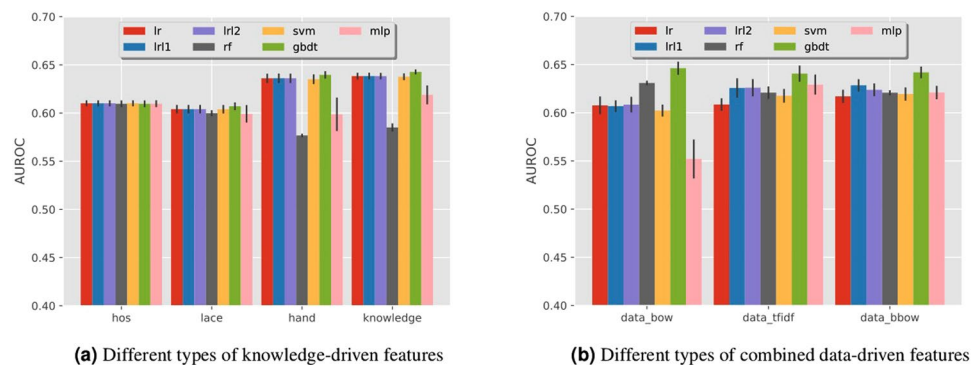 0.70
0.65
0.60
0.55
0.50
0.45
0.40
AUROC
lr lrl2 svm mlp
lrl1 rf gbdt
hos lace hand knowledge
(a) Different types of knowledge-driven features
0.70
0.65
0.60
0.55
0.50
0.45
0.40
AUROC
lr lrl2 svm mlp
lrl1 rf gbdt
data_bow data_tfidf data_bbow
(b) Different types of combined data-driven features